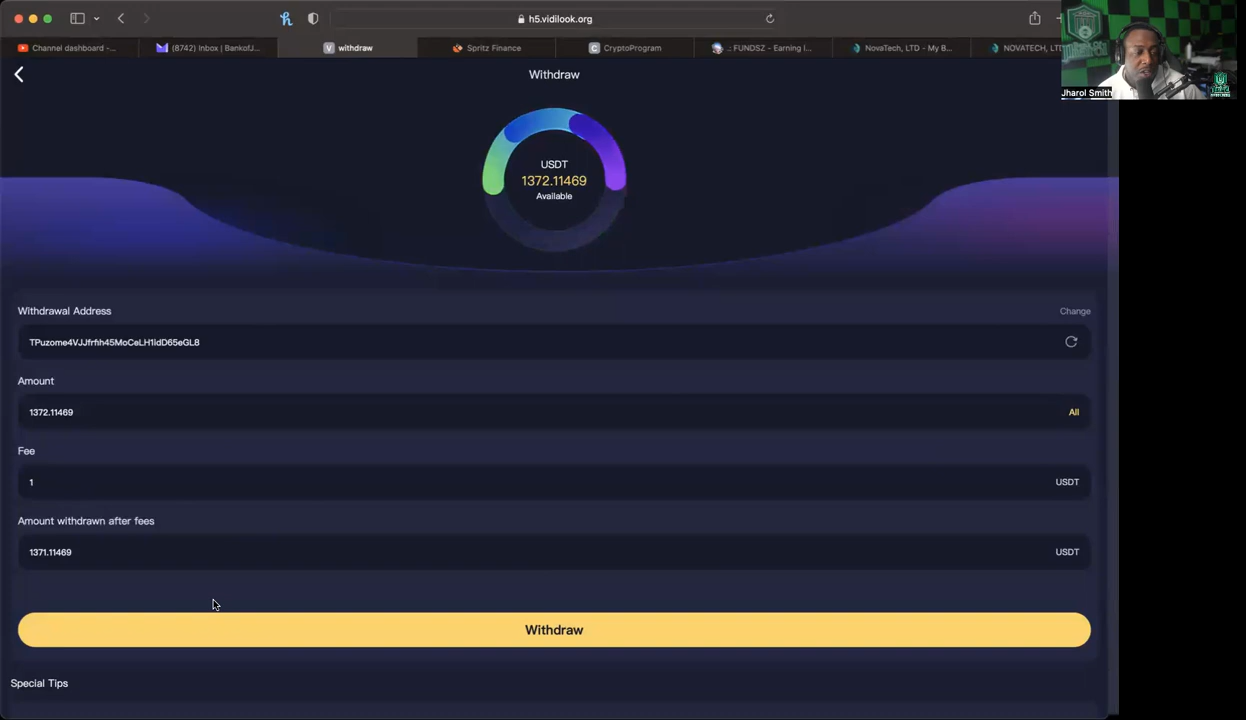 h5.vidilook.org
Channel dashboard -...
(8742) Inbox | BankofJ...
withdraw
Spritz Finance
CryptoProgram
.: FUNDSZ - Earning I...
NovaTech, LTD - My B...
NOVATECH, LTD
Jharol Smith
Withdraw
USDT
1372.11469
Available
Withdrawal Address
Change
TPuzome4VJJfrfih45MoCeLH1idD65eGL8
Amount
1372.11469
All
Fee
1
USDT
Amount withdrawn after fees
1371.11469
USDT
Withdraw
Special Tips